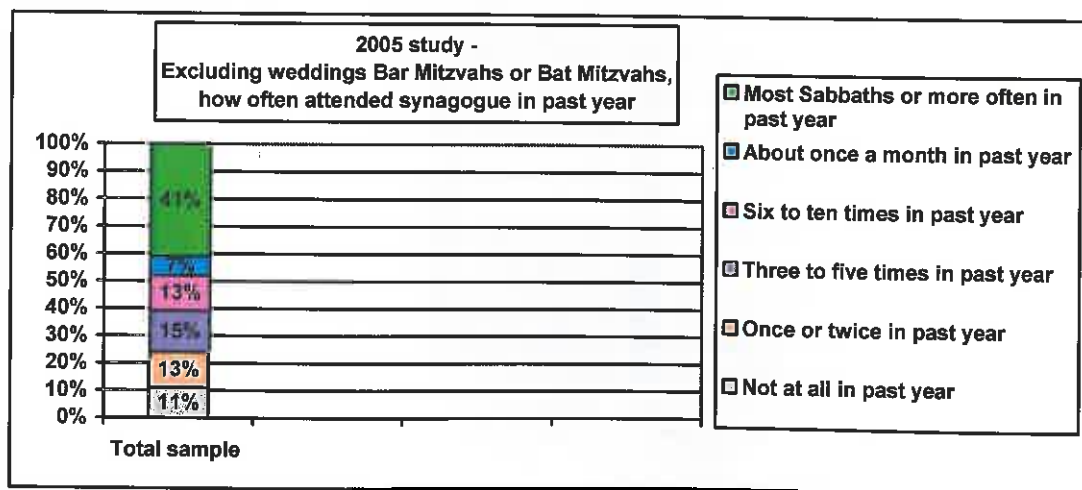 2005 study -
Excluding weddings Bar Mitzvahs or Bat Mitzvahs,
how often attended synagogue in past year
100%
90%
80%
70%
60%
50%
40%
30%
20%
10%
0%
41%
7%
13%
15%
13%
11%
Total sample
Most Sabbaths or more often in
past year
About once a month in past year
Six to ten times in past year
Three to five times in past year
Once or twice in past year
Not at all in past year